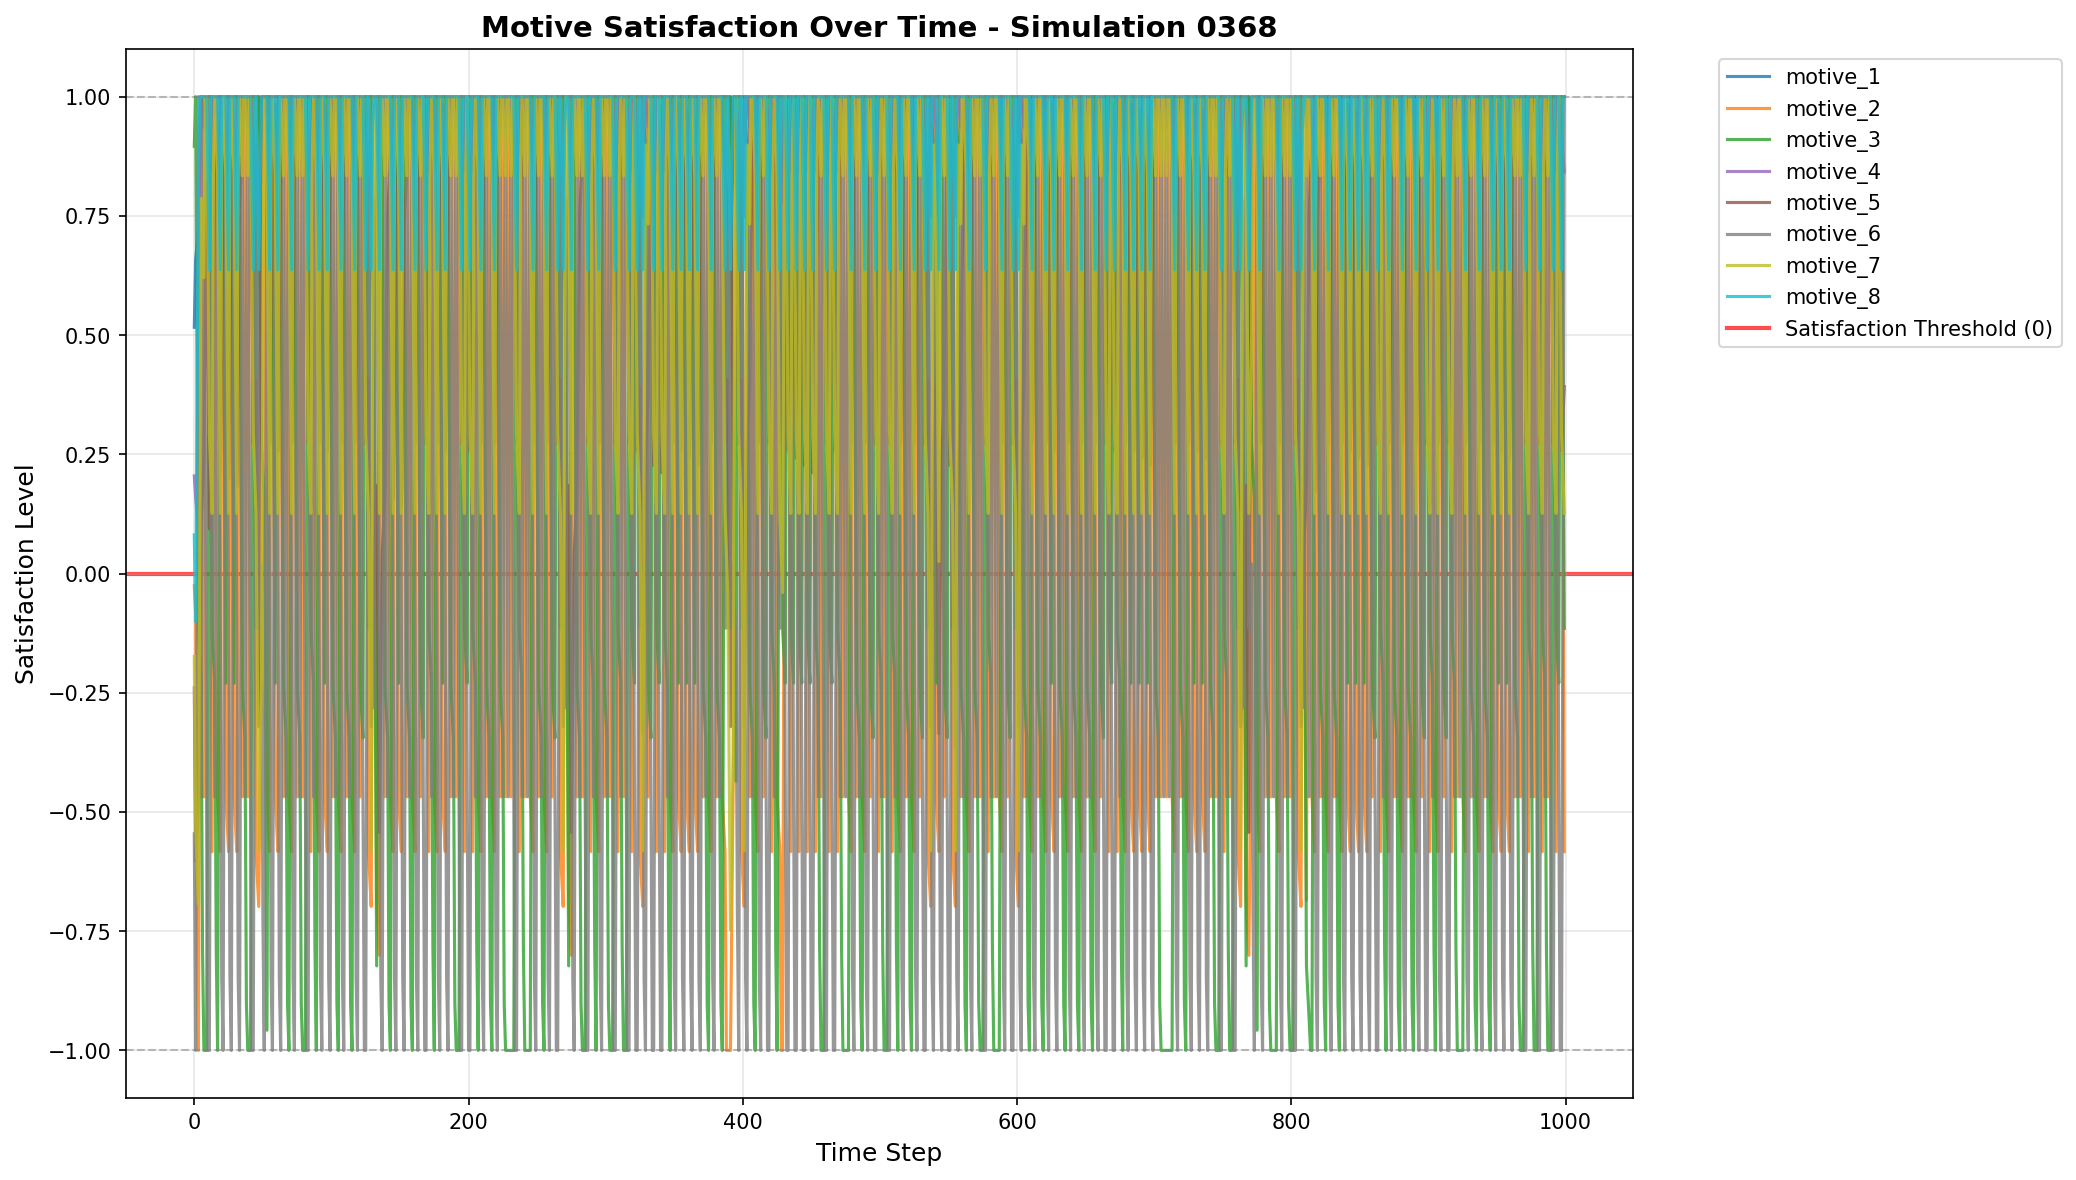 Motive Satisfaction Over Time - Simulation 0368
1.00
0.75
0.50
0.25
0.00
−0.25
−0.50
−0.75
−1.00
Satisfaction Level
0
200
400
600
800
1000
Time Step
motive_1
motive_2
motive_3
motive_4
motive_5
motive_6
motive_7
motive_8
Satisfaction Threshold (0)